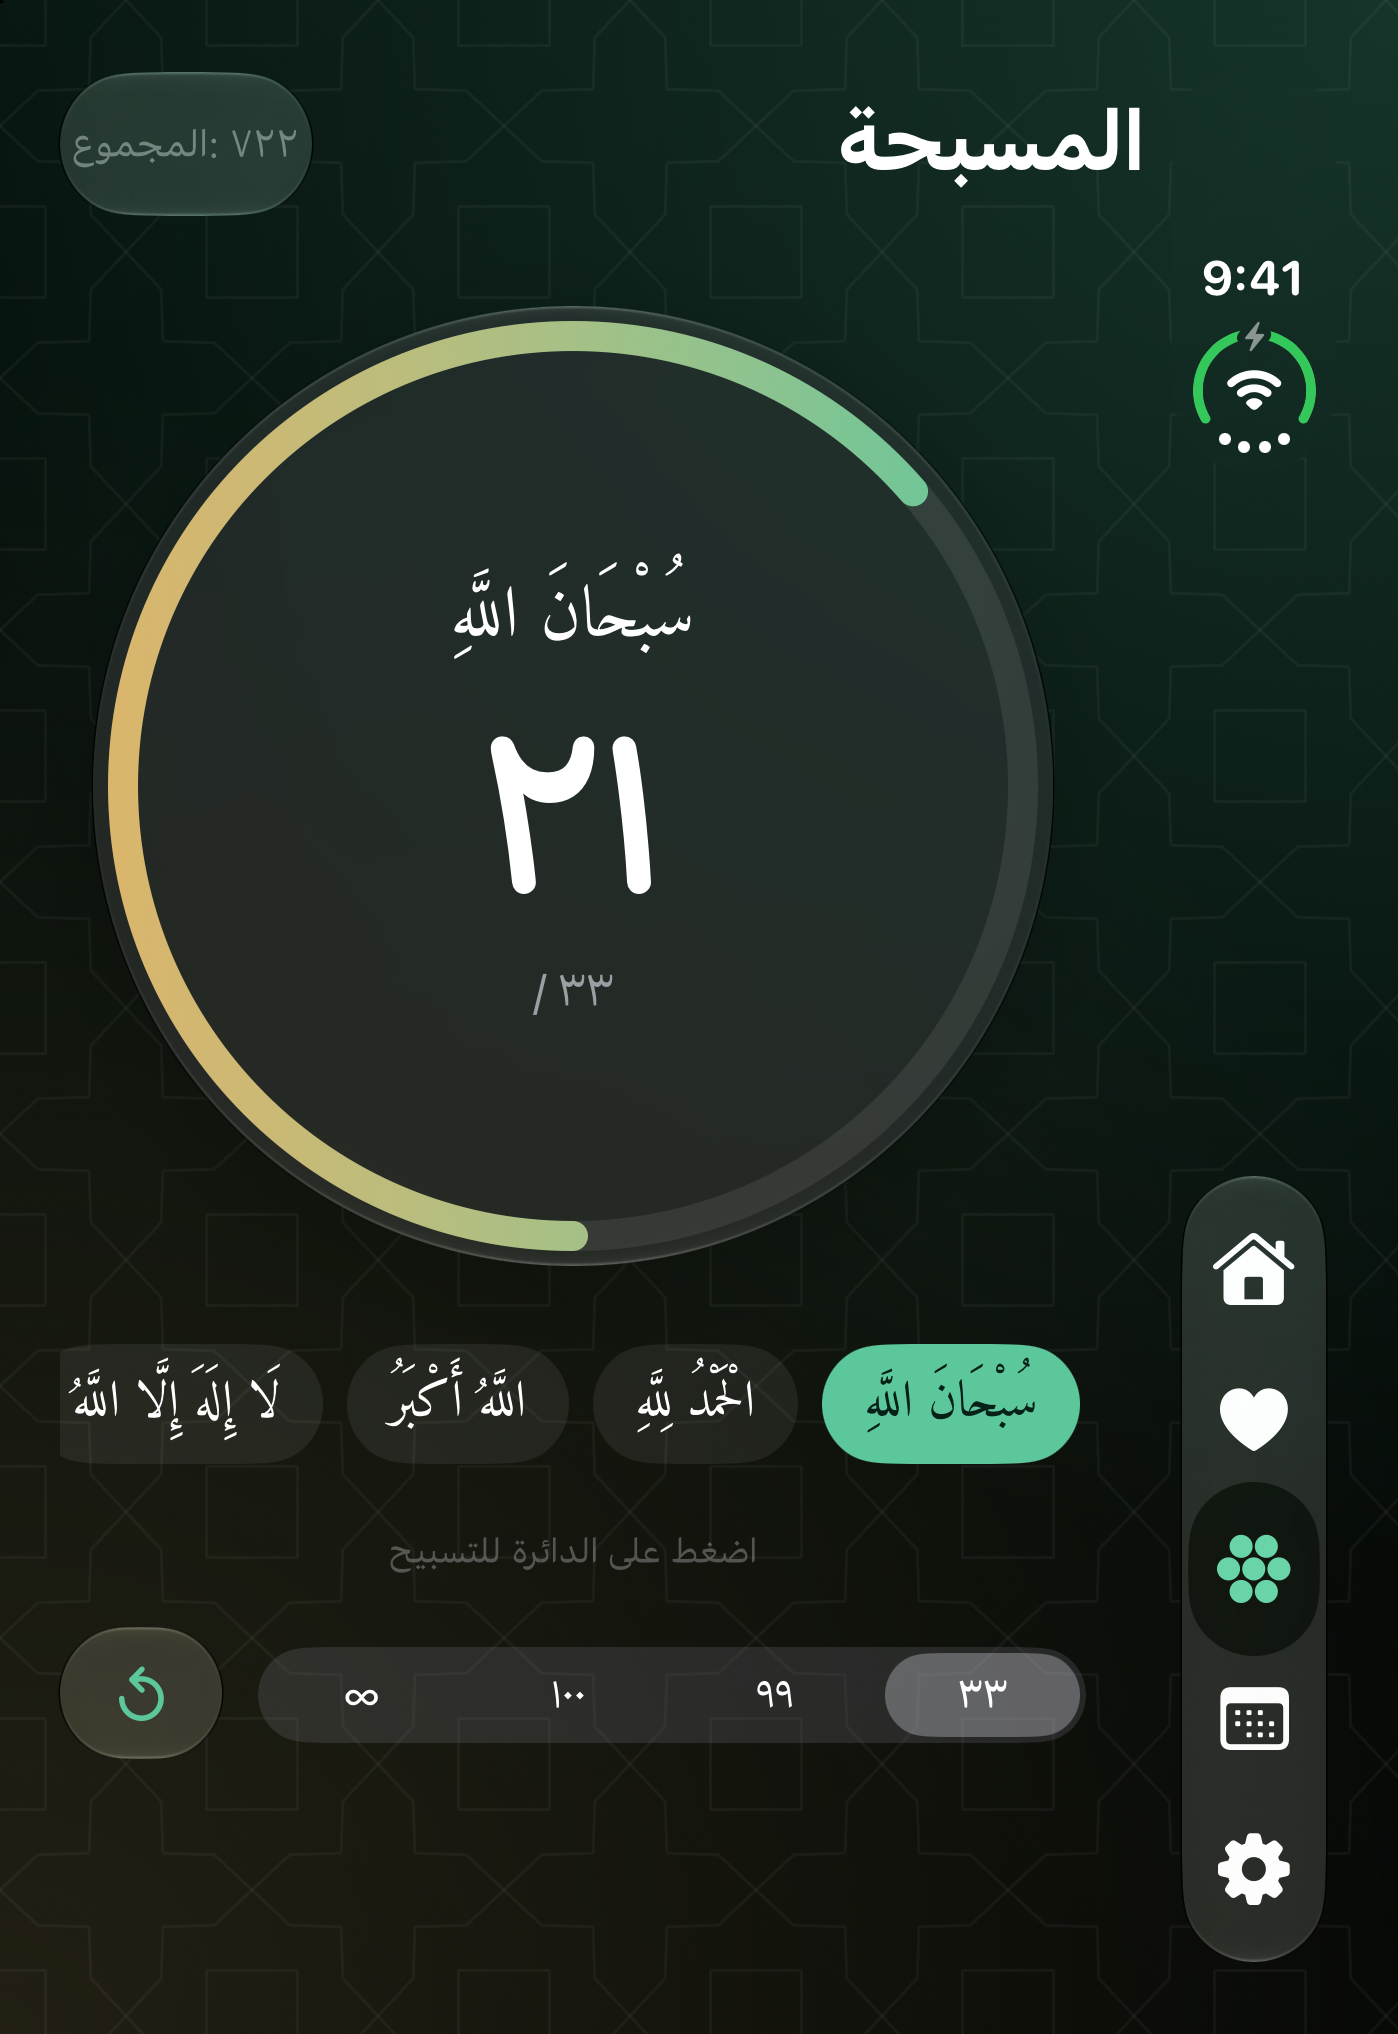 المسبحة
المجموع: ٧٢٢
9:41
سُبْحَانَ اللَّهِ
٢١
/ ٣٣
سُبْحَانَ اللَّهِ
الْحَمْدُ لِلَّهِ
اللَّهُ أَكْبَرُ
لَا إِلَهَ إِلَّا اللَّهُ
اضغط على الدائرة للتسبيح
٣٣
٩٩
١٠٠
∞